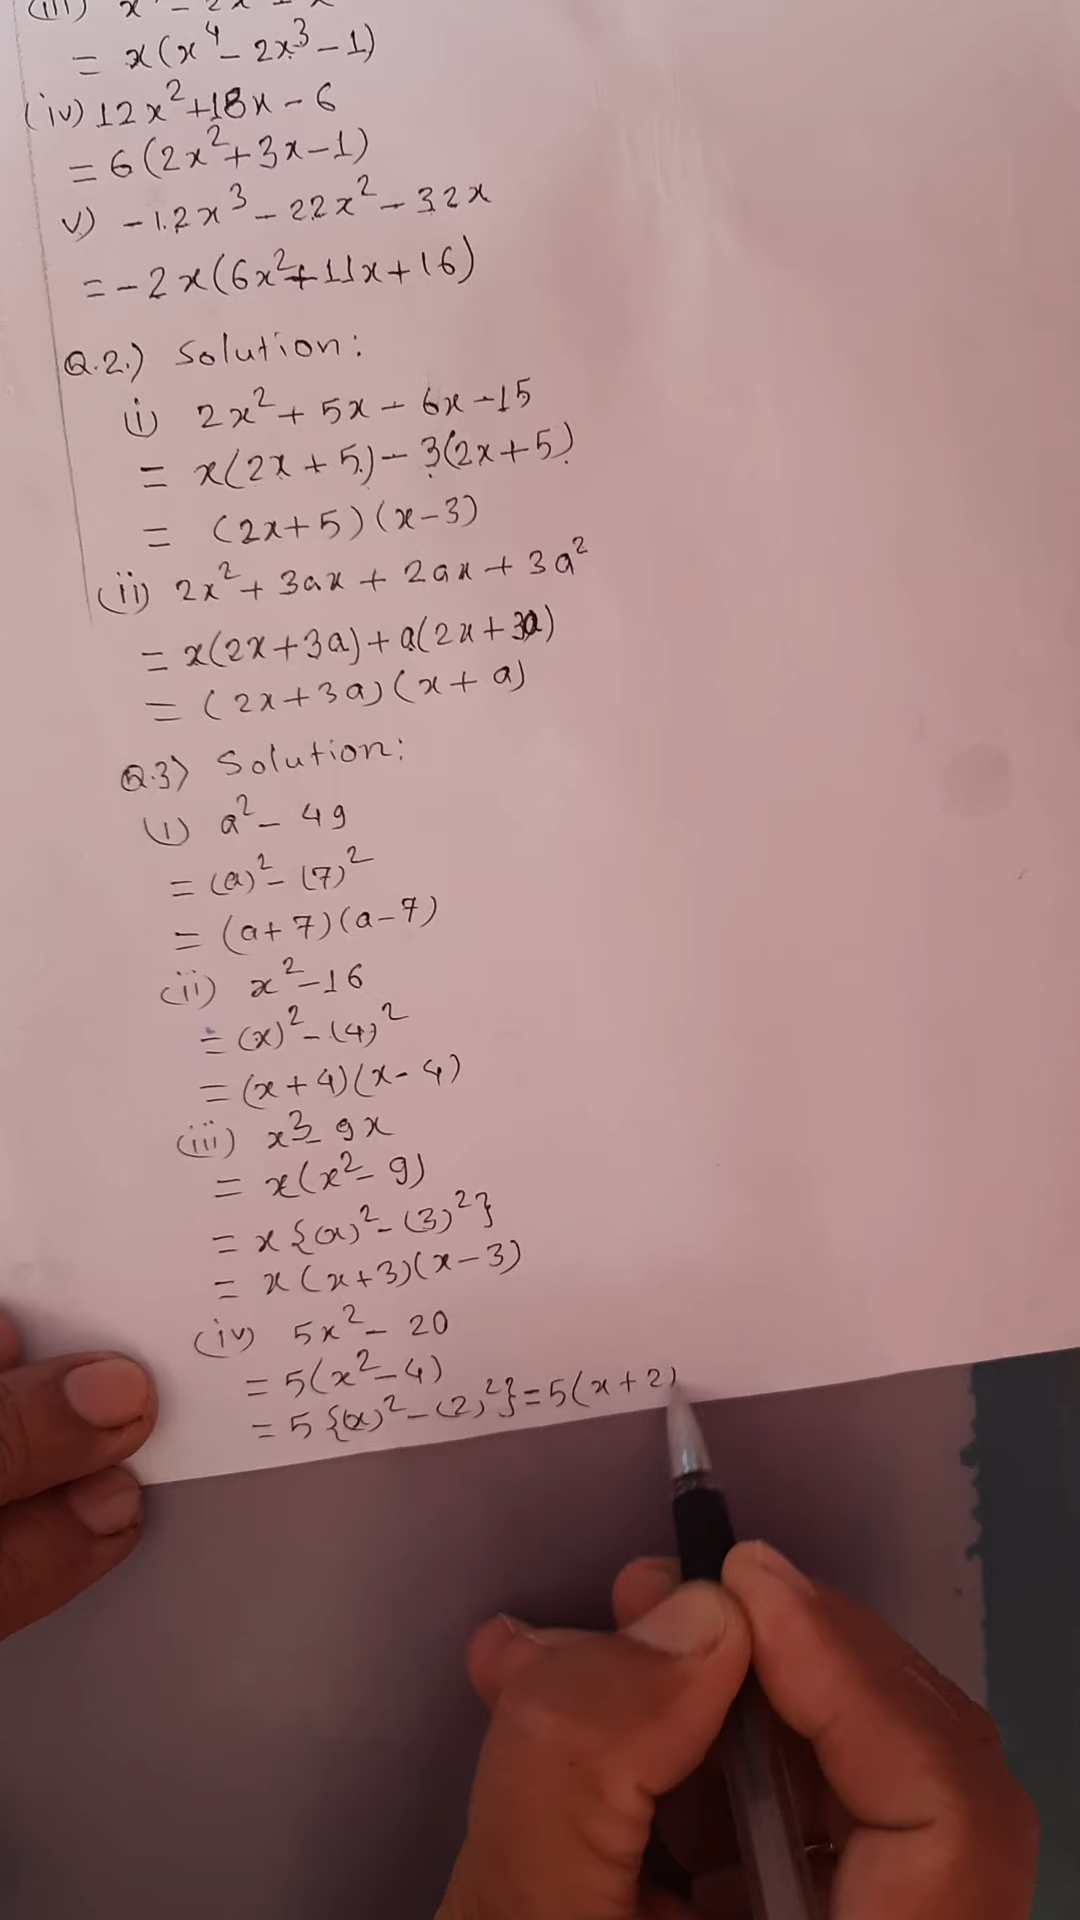 = x(x⁴ - 2x³ - 1)
(iv) 12x² + 18x - 6
= 6(2x² + 3x - 1)
v) -12x³ - 22x² - 32x
= -2x(6x² + 11x + 16)
Q.2.) Solution:
(i) 2x² + 5x - 6x - 15
= x(2x + 5) - 3(2x + 5)
= (2x + 5)(x - 3)
(ii) 2x² + 3ax + 2ax + 3a²
= x(2x + 3a) + a(2x + 3a)
= (2x + 3a)(x + a)
Q.3) Solution:
(i) a² - 49
= (a)² - (7)²
= (a + 7)(a - 7)
(ii) x² - 16
= (x)² - (4)²
= (x + 4)(x - 4)
(iii) x³ - 9x
= x(x² - 9)
= x{(x)² - (3)²}
= x(x + 3)(x - 3)
(iv) 5x² - 20
= 5(x² - 4)
= 5{(x)² - (2)²} = 5(x + 2)